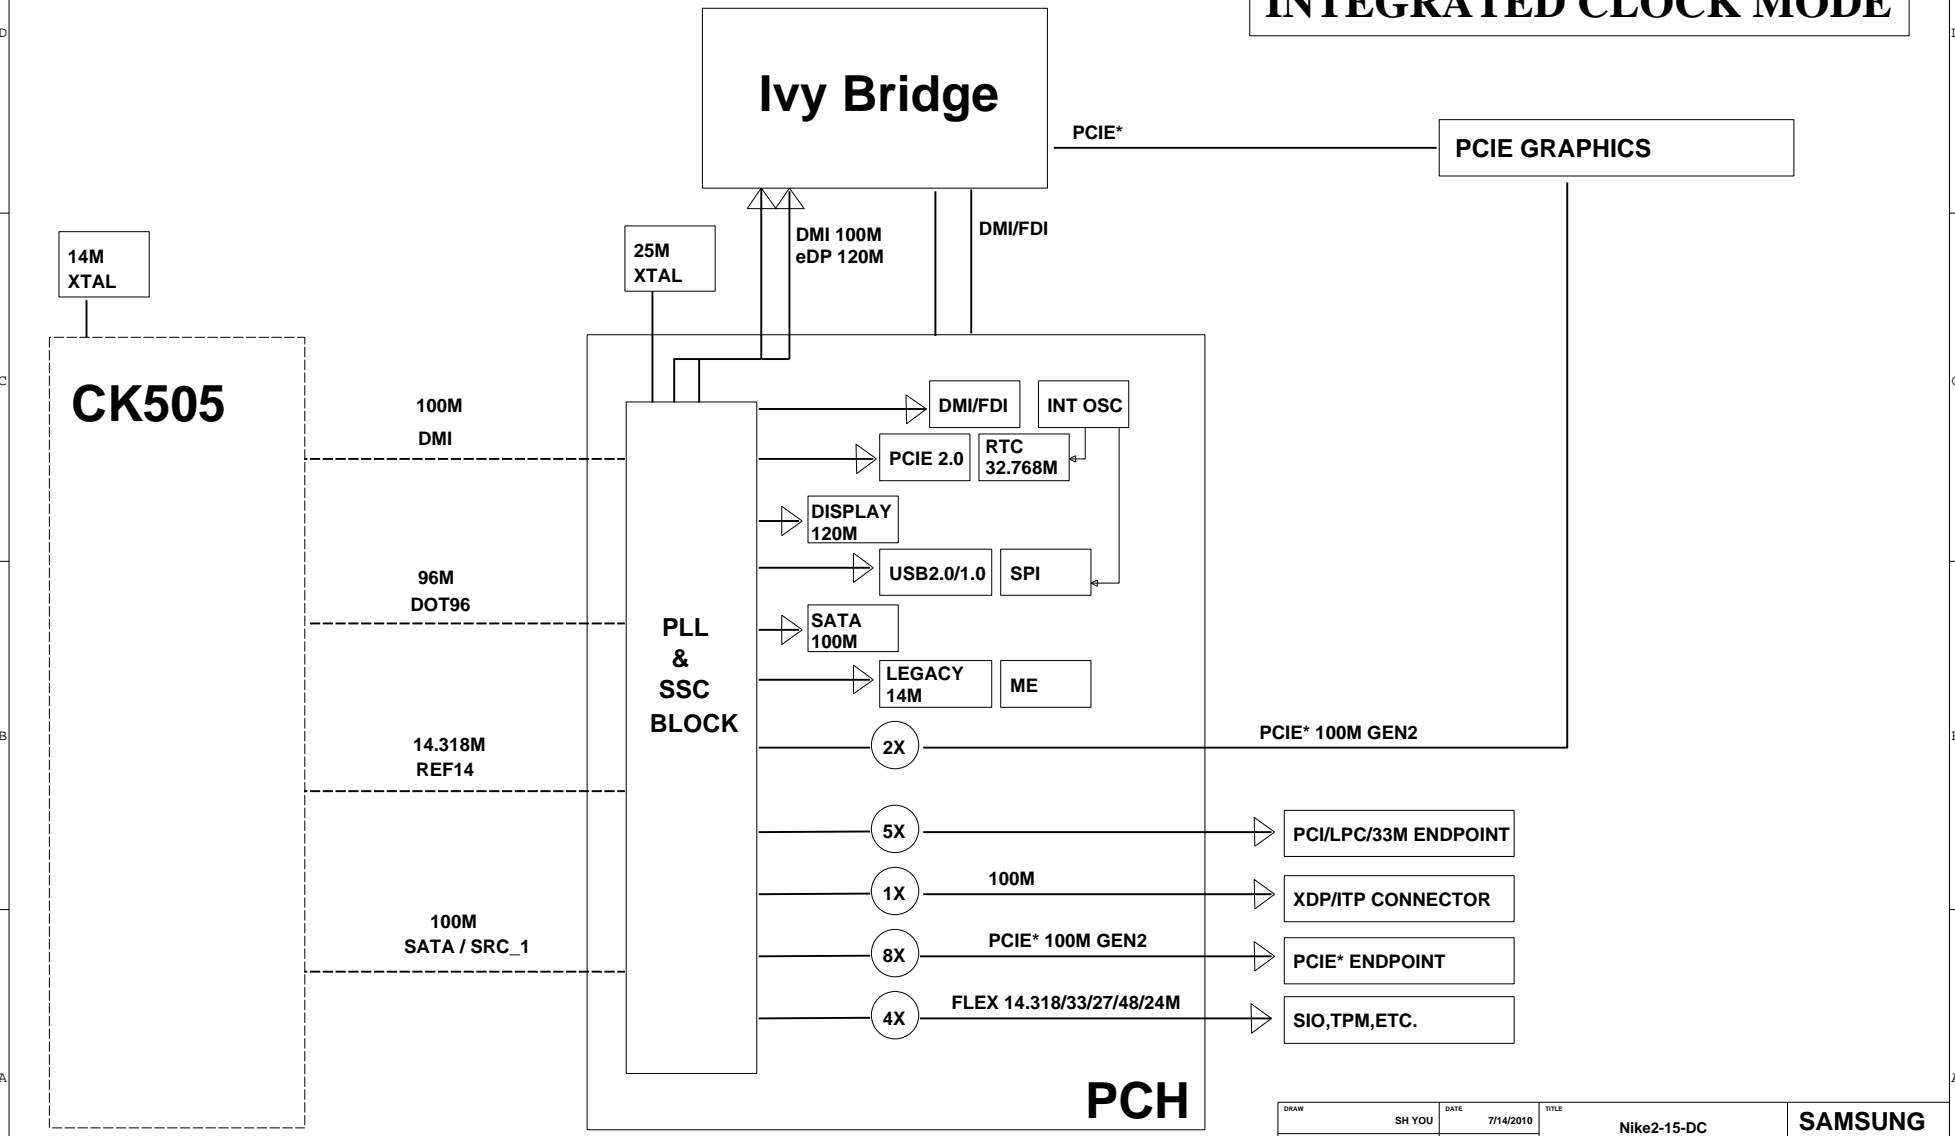 INTEGRATED CLOCK MODE
D
Ivy Bridge
PCIE*
PCIE GRAPHICS
14M
XTAL
25M
XTAL
DMI 100M
eDP 120M
DMI/FDI
C
CK505
100M
DMI
DMI/FDI
INT OSC
PCIE 2.0
RTC
32.768M
DISPLAY
120M
96M
DOT96
USB2.0/1.0
SPI
SATA
100M
PLL
&
SSC
BLOCK
LEGACY
14M
ME
B
14.318M
REF14
2X
PCIE* 100M GEN2
5X
PCI/LPC/33M ENDPOINT
1X
100M
XDP/ITP CONNECTOR
100M
SATA / SRC_1
8X
PCIE* 100M GEN2
PCIE* ENDPOINT
4X
FLEX 14.318/33/27/48/24M
SIO,TPM,ETC.
A
PCH
DRAW
SH YOU
DATE
7/14/2010
TITLE
Nike2-15-DC
SAMSUNG